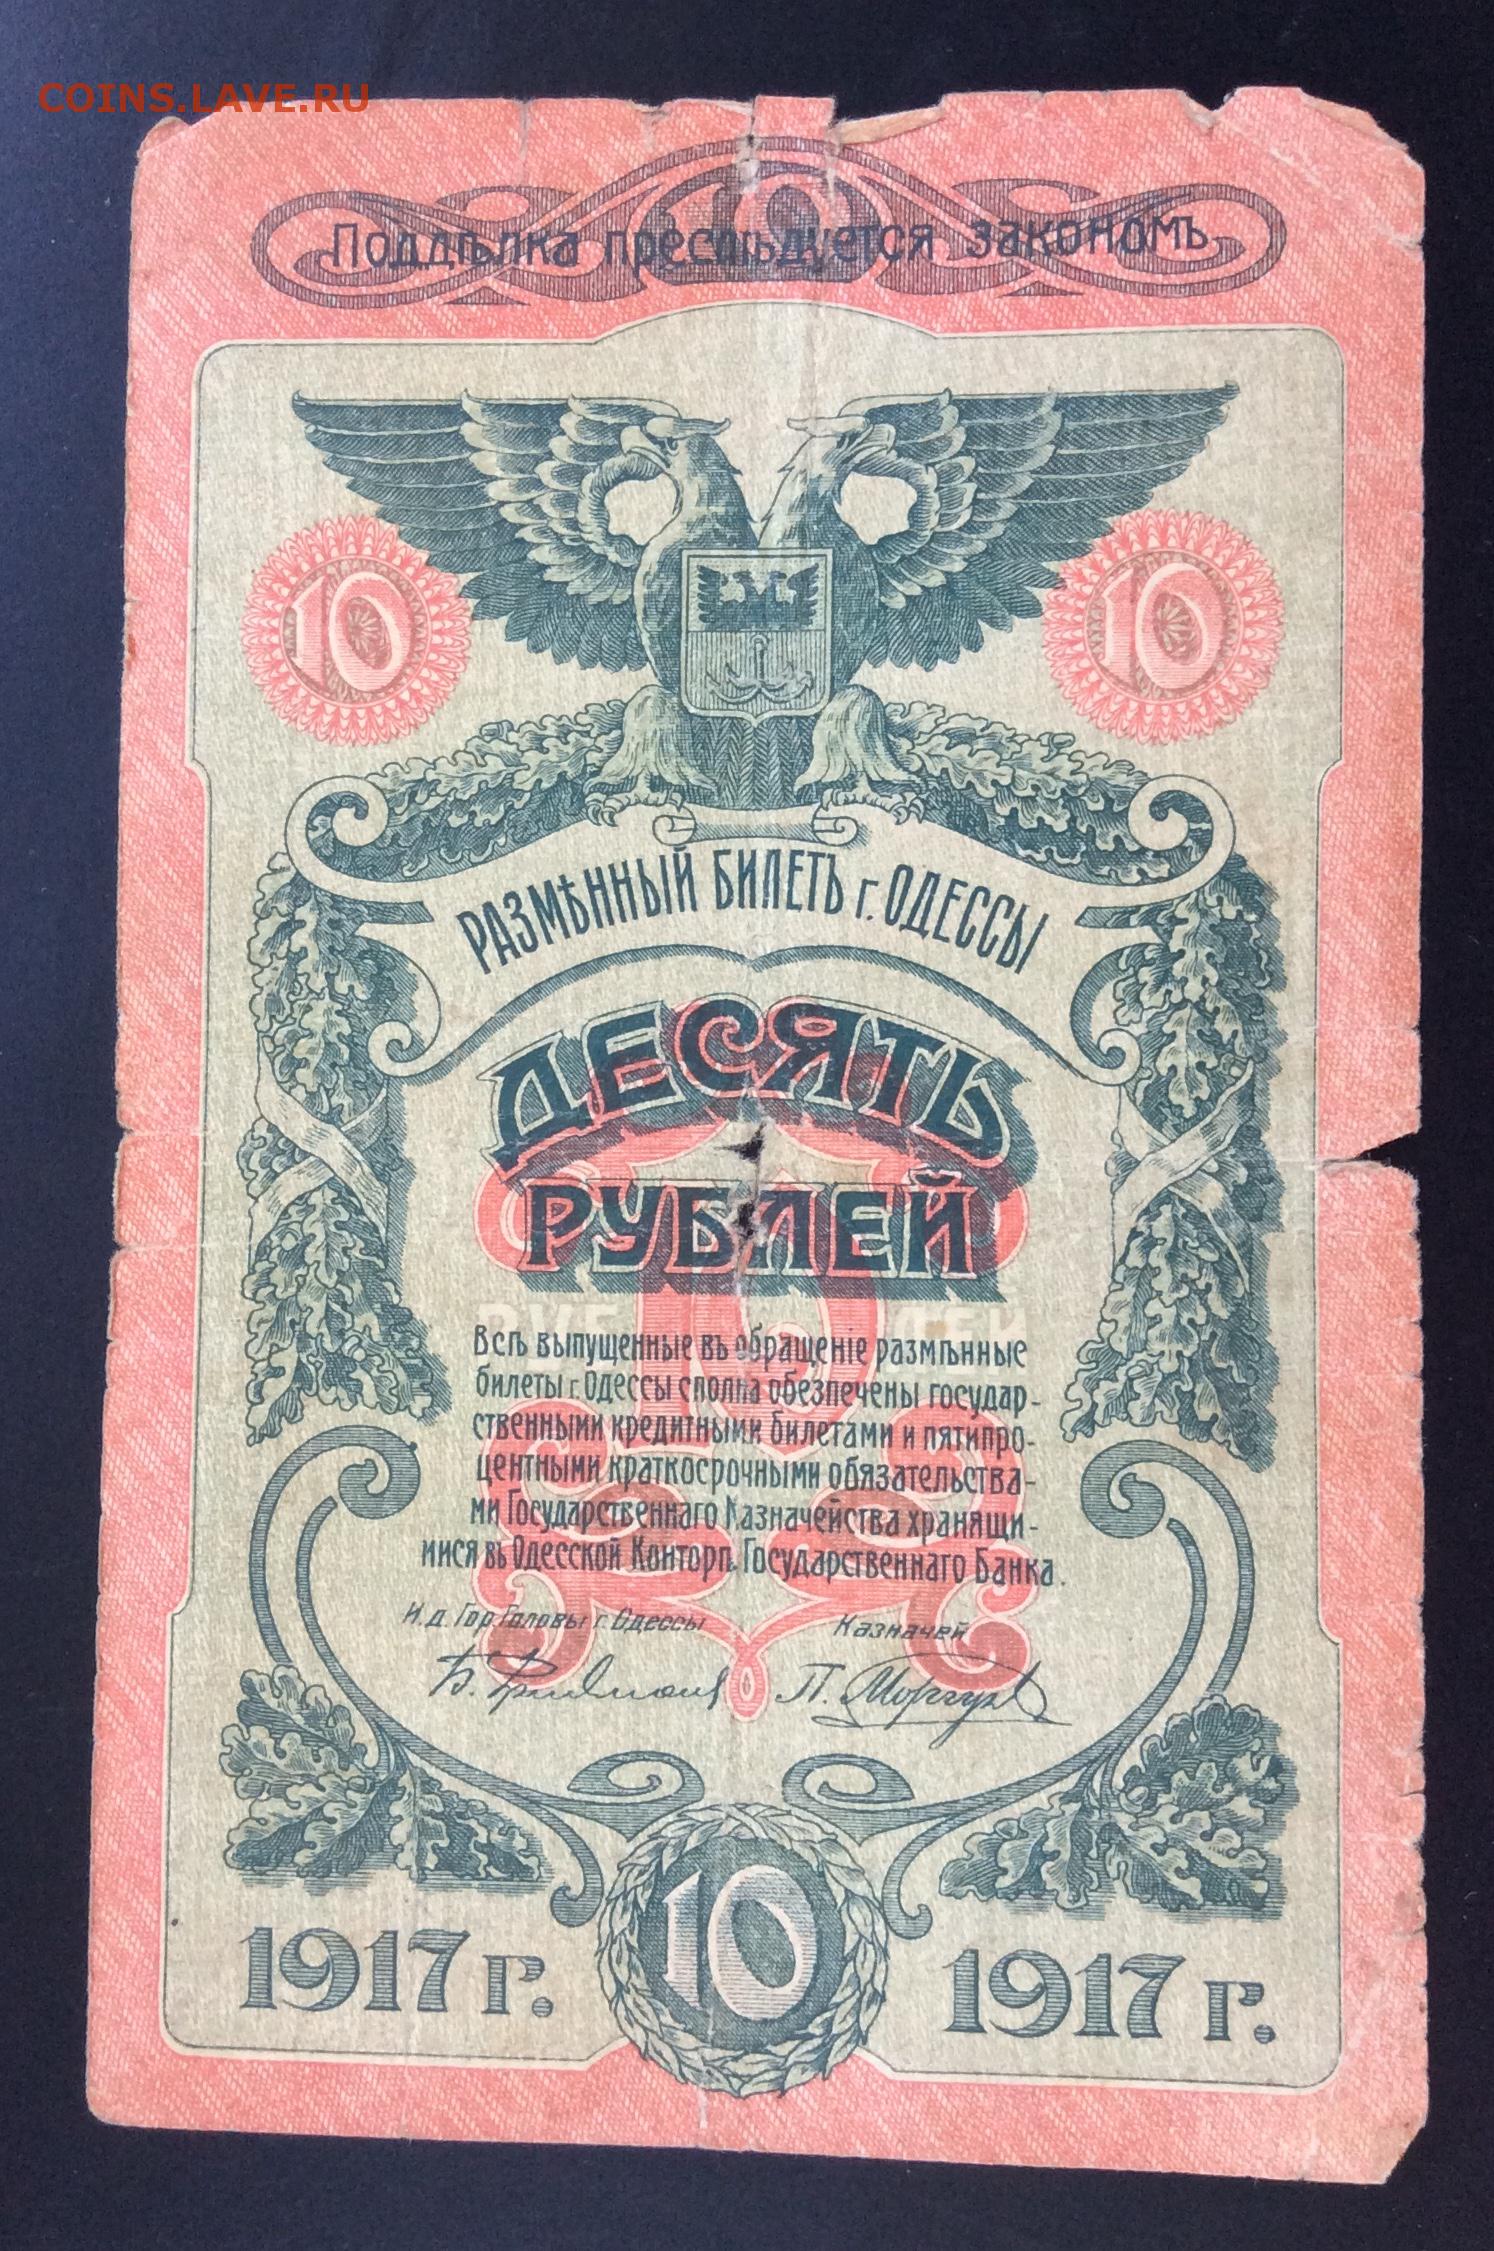 COINS.LAVE.RU
Поддѣлка преслѣдуется закономъ
10 10
РАЗМѢННЫЙ БИЛЕТЪ г. ОДЕССЫ
ДЕСЯТЬ
РУБЛЕЙ
10
Всѣ выпущенные въ обращеніе размѣнные
билеты г. Одессы сполна обезпечены государ-
ственными кредитными билетами и пятипро-
центными краткосрочными обязательства-
ми Государственнаго Казначейства хранящи-
мися въ Одесской Конторѣ Государственнаго Банка.
И.д. Гор. Головы г. Одессы Казначей
10
1917 г. 1917 г.